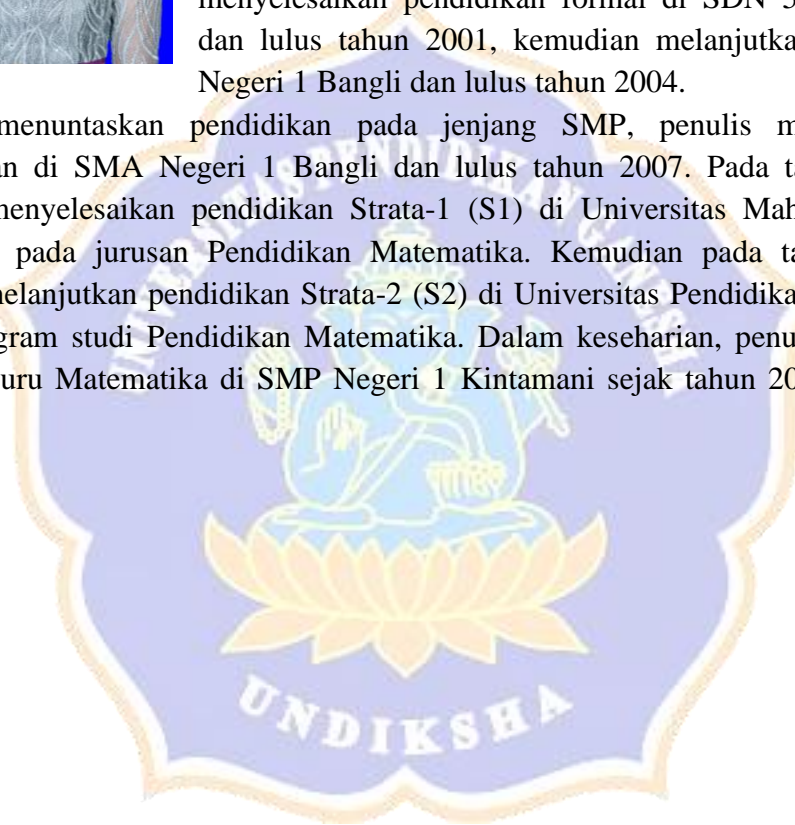 menyelesaikan pendidikan formal di SDN 5
dan lulus tahun 2001, kemudian melanjutka
Negeri 1 Bangli dan lulus tahun 2004.
menuntaskan pendidikan pada jenjang SMP, penulis m
an di SMA Negeri 1 Bangli dan lulus tahun 2007. Pada ta
menyelesaikan pendidikan Strata-1 (S1) di Universitas Mah
pada jurusan Pendidikan Matematika. Kemudian pada ta
melanjutkan pendidikan Strata-2 (S2) di Universitas Pendidika
gram studi Pendidikan Matematika. Dalam keseharian, penu
uru Matematika di SMP Negeri 1 Kintamani sejak tahun 20
UNIVERSITAS PENDIDIKAN GANESHA
UNDIKSHA